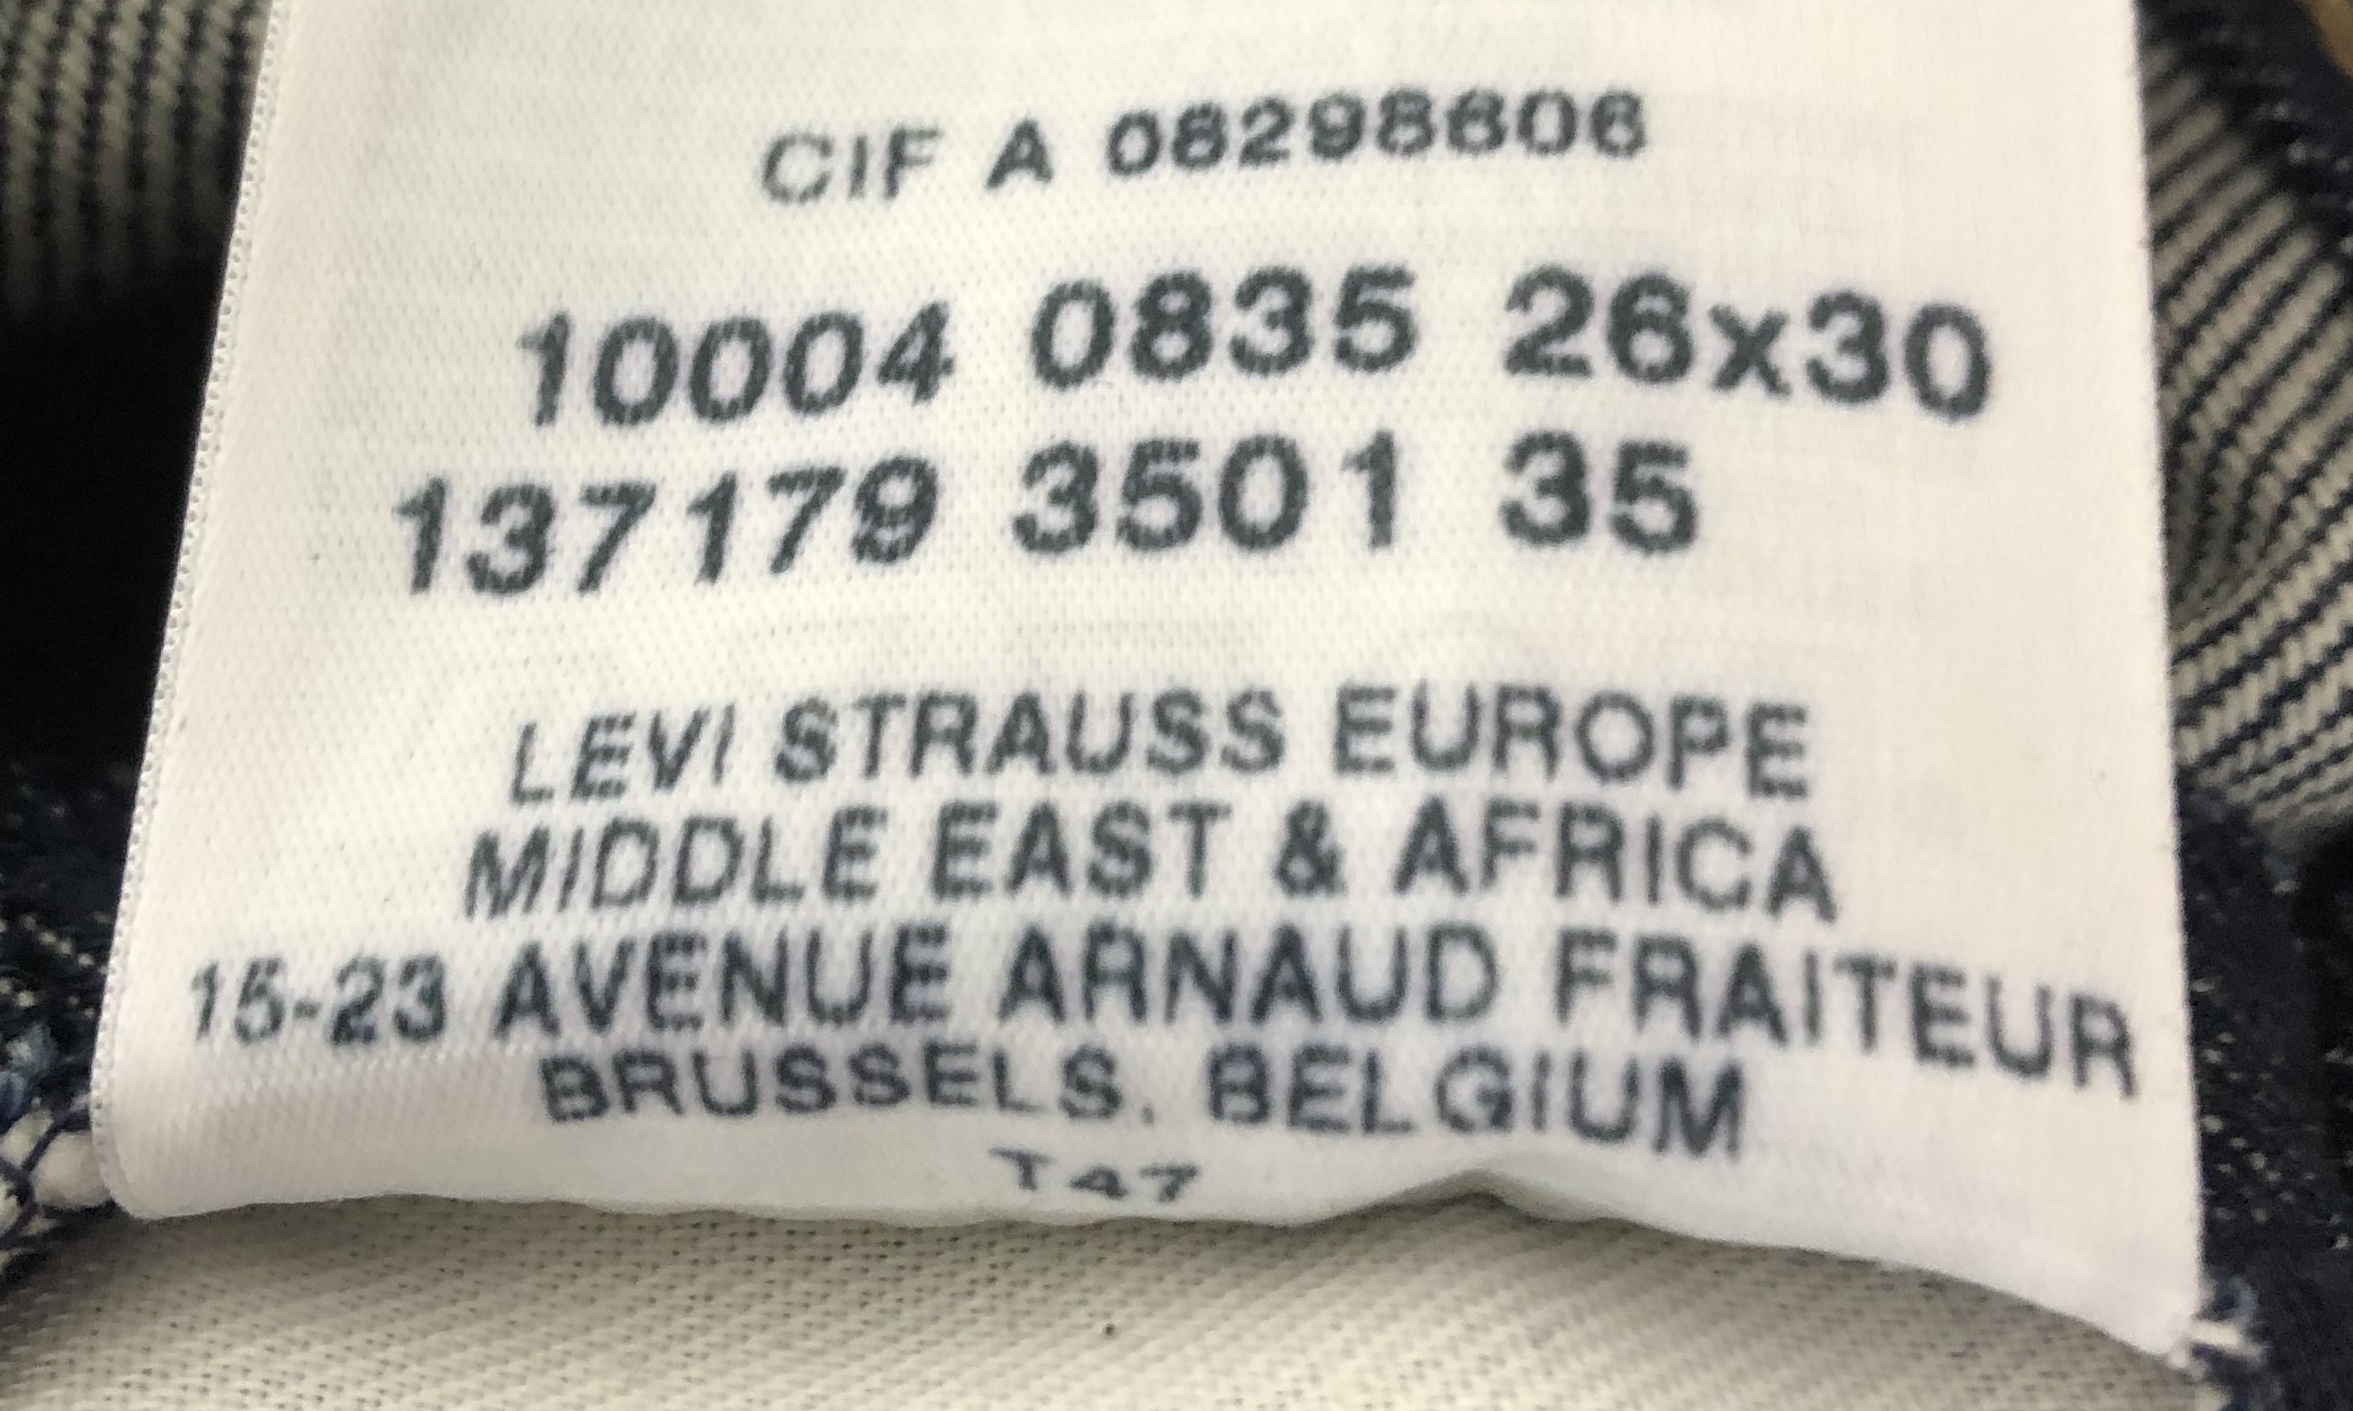 CIF A 08298606
10004 0835 26x30
137179 3501 35
LEVI STRAUSS EUROPE
MIDDLE EAST & AFRICA
15-23 AVENUE ARNAUD FRAITEUR
BRUSSELS, BELGIUM
T47